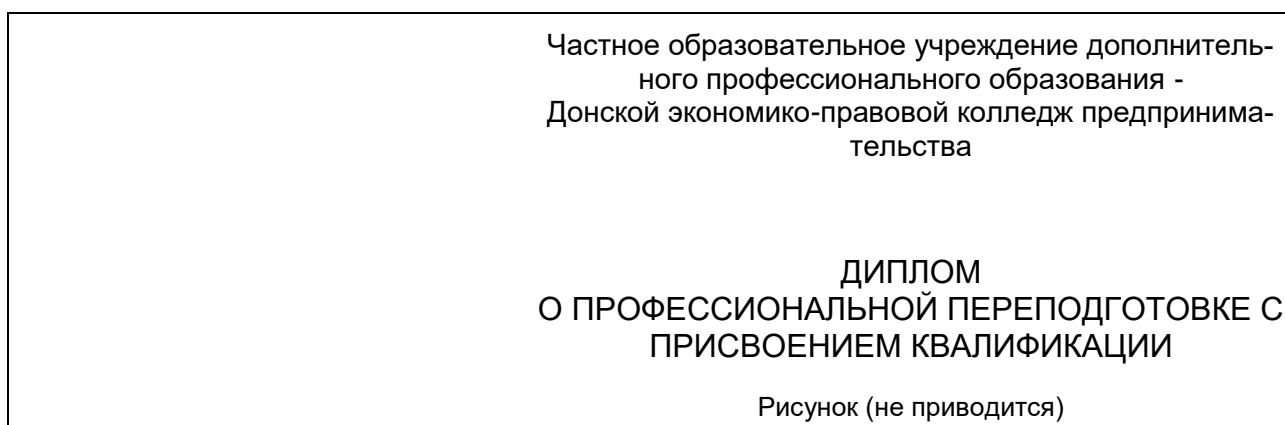 Частное образовательное учреждение дополнитель-
ного профессионального образования -
Донской экономико-правовой колледж предпринима-
тельства
ДИПЛОМ
О ПРОФЕССИОНАЛЬНОЙ ПЕРЕПОДГОТОВКЕ С
ПРИСВОЕНИЕМ КВАЛИФИКАЦИИ
Рисунок (не приводится)